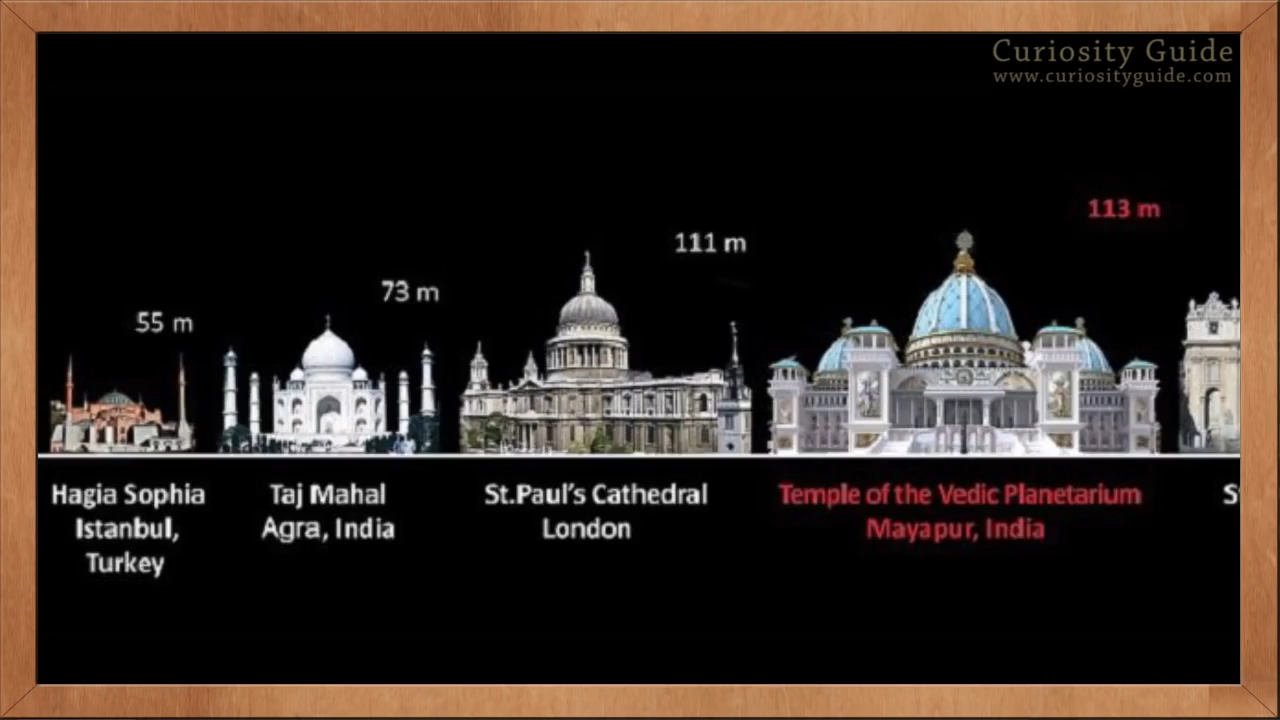 Curiosity Guide
www.curiosityguide.com
113 m
111 m
73 m
55 m
Hagia Sophia
Istanbul,
Turkey
Taj Mahal
Agra, India
St.Paul's Cathedral
London
Temple of the Vedic Planetarium
Mayapur, India